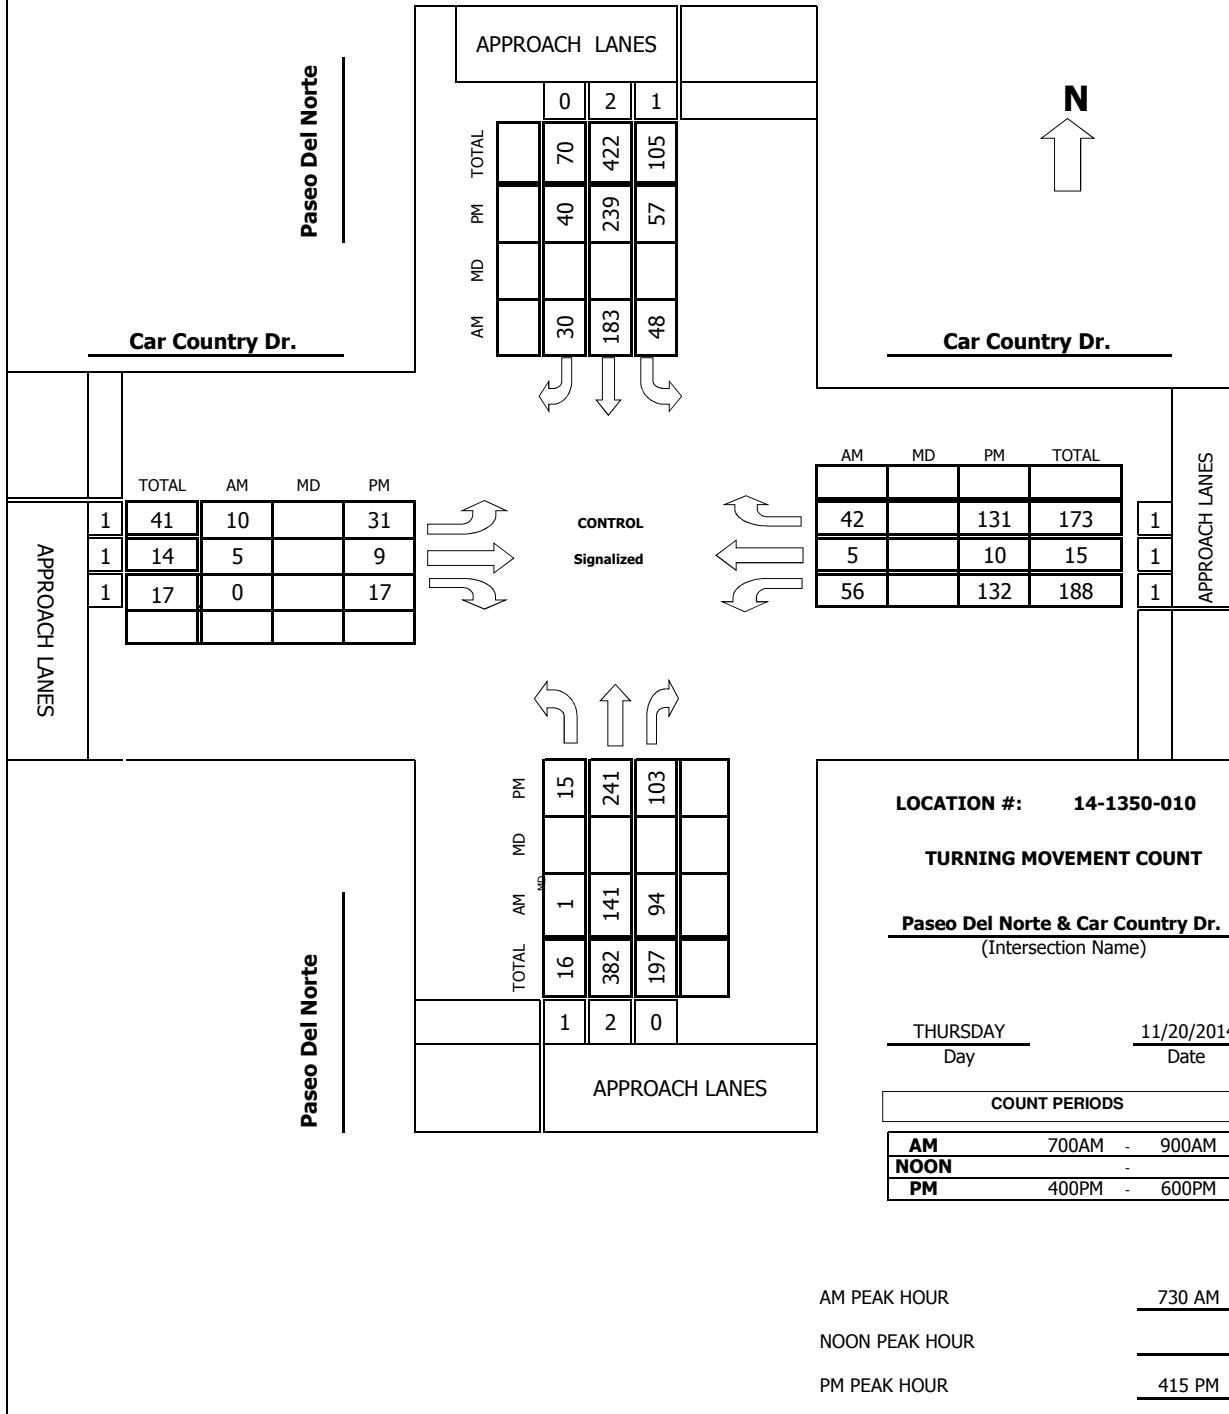 APPROACH LANES
0 2 1
N
Paseo Del Norte
TOTAL 70 422 105
PM 40 239 57
MD
AM 30 183 48
Car Country Dr.
Car Country Dr.
AM MD PM TOTAL
TOTAL AM MD PM
1 41 10 31
CONTROL
42 131 173 1
1 14 5 9
Signalized
5 10 15 1
1 17 0 17
56 132 188 1
APPROACH LANES
APPROACH LANES
PM 15 241 103
MD
AM MD 1 141 94
TOTAL 16 382 197
1 2 0
APPROACH LANES
Paseo Del Norte
LOCATION #: 14-1350-010
TURNING MOVEMENT COUNT
Paseo Del Norte & Car Country Dr.
(Intersection Name)
THURSDAY 11/20/2014
Day Date
COUNT PERIODS
AM 700AM - 900AM
NOON -
PM 400PM - 600PM
AM PEAK HOUR 730 AM
NOON PEAK HOUR
PM PEAK HOUR 415 PM